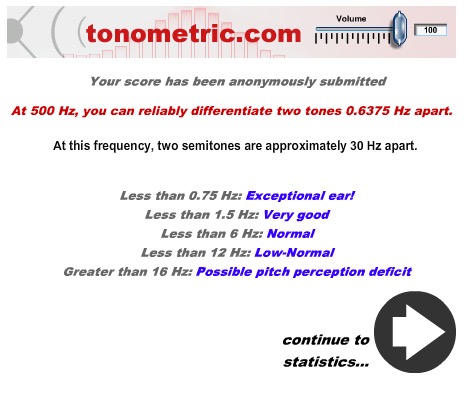 Volume
tonometric.com
100
Your score has been anonymously submitted
At 500 Hz, you can reliably differentiate two tones 0.6375 Hz apart.
At this frequency, two semitones are approximately 30 Hz apart.
Less than 0.75 Hz: Exceptional ear!
Less than 1.5 Hz: Very good
Less than 6 Hz: Normal
Less than 12 Hz: Low-Normal
Greater than 16 Hz: Possible pitch perception deficit
continue to
statistics...